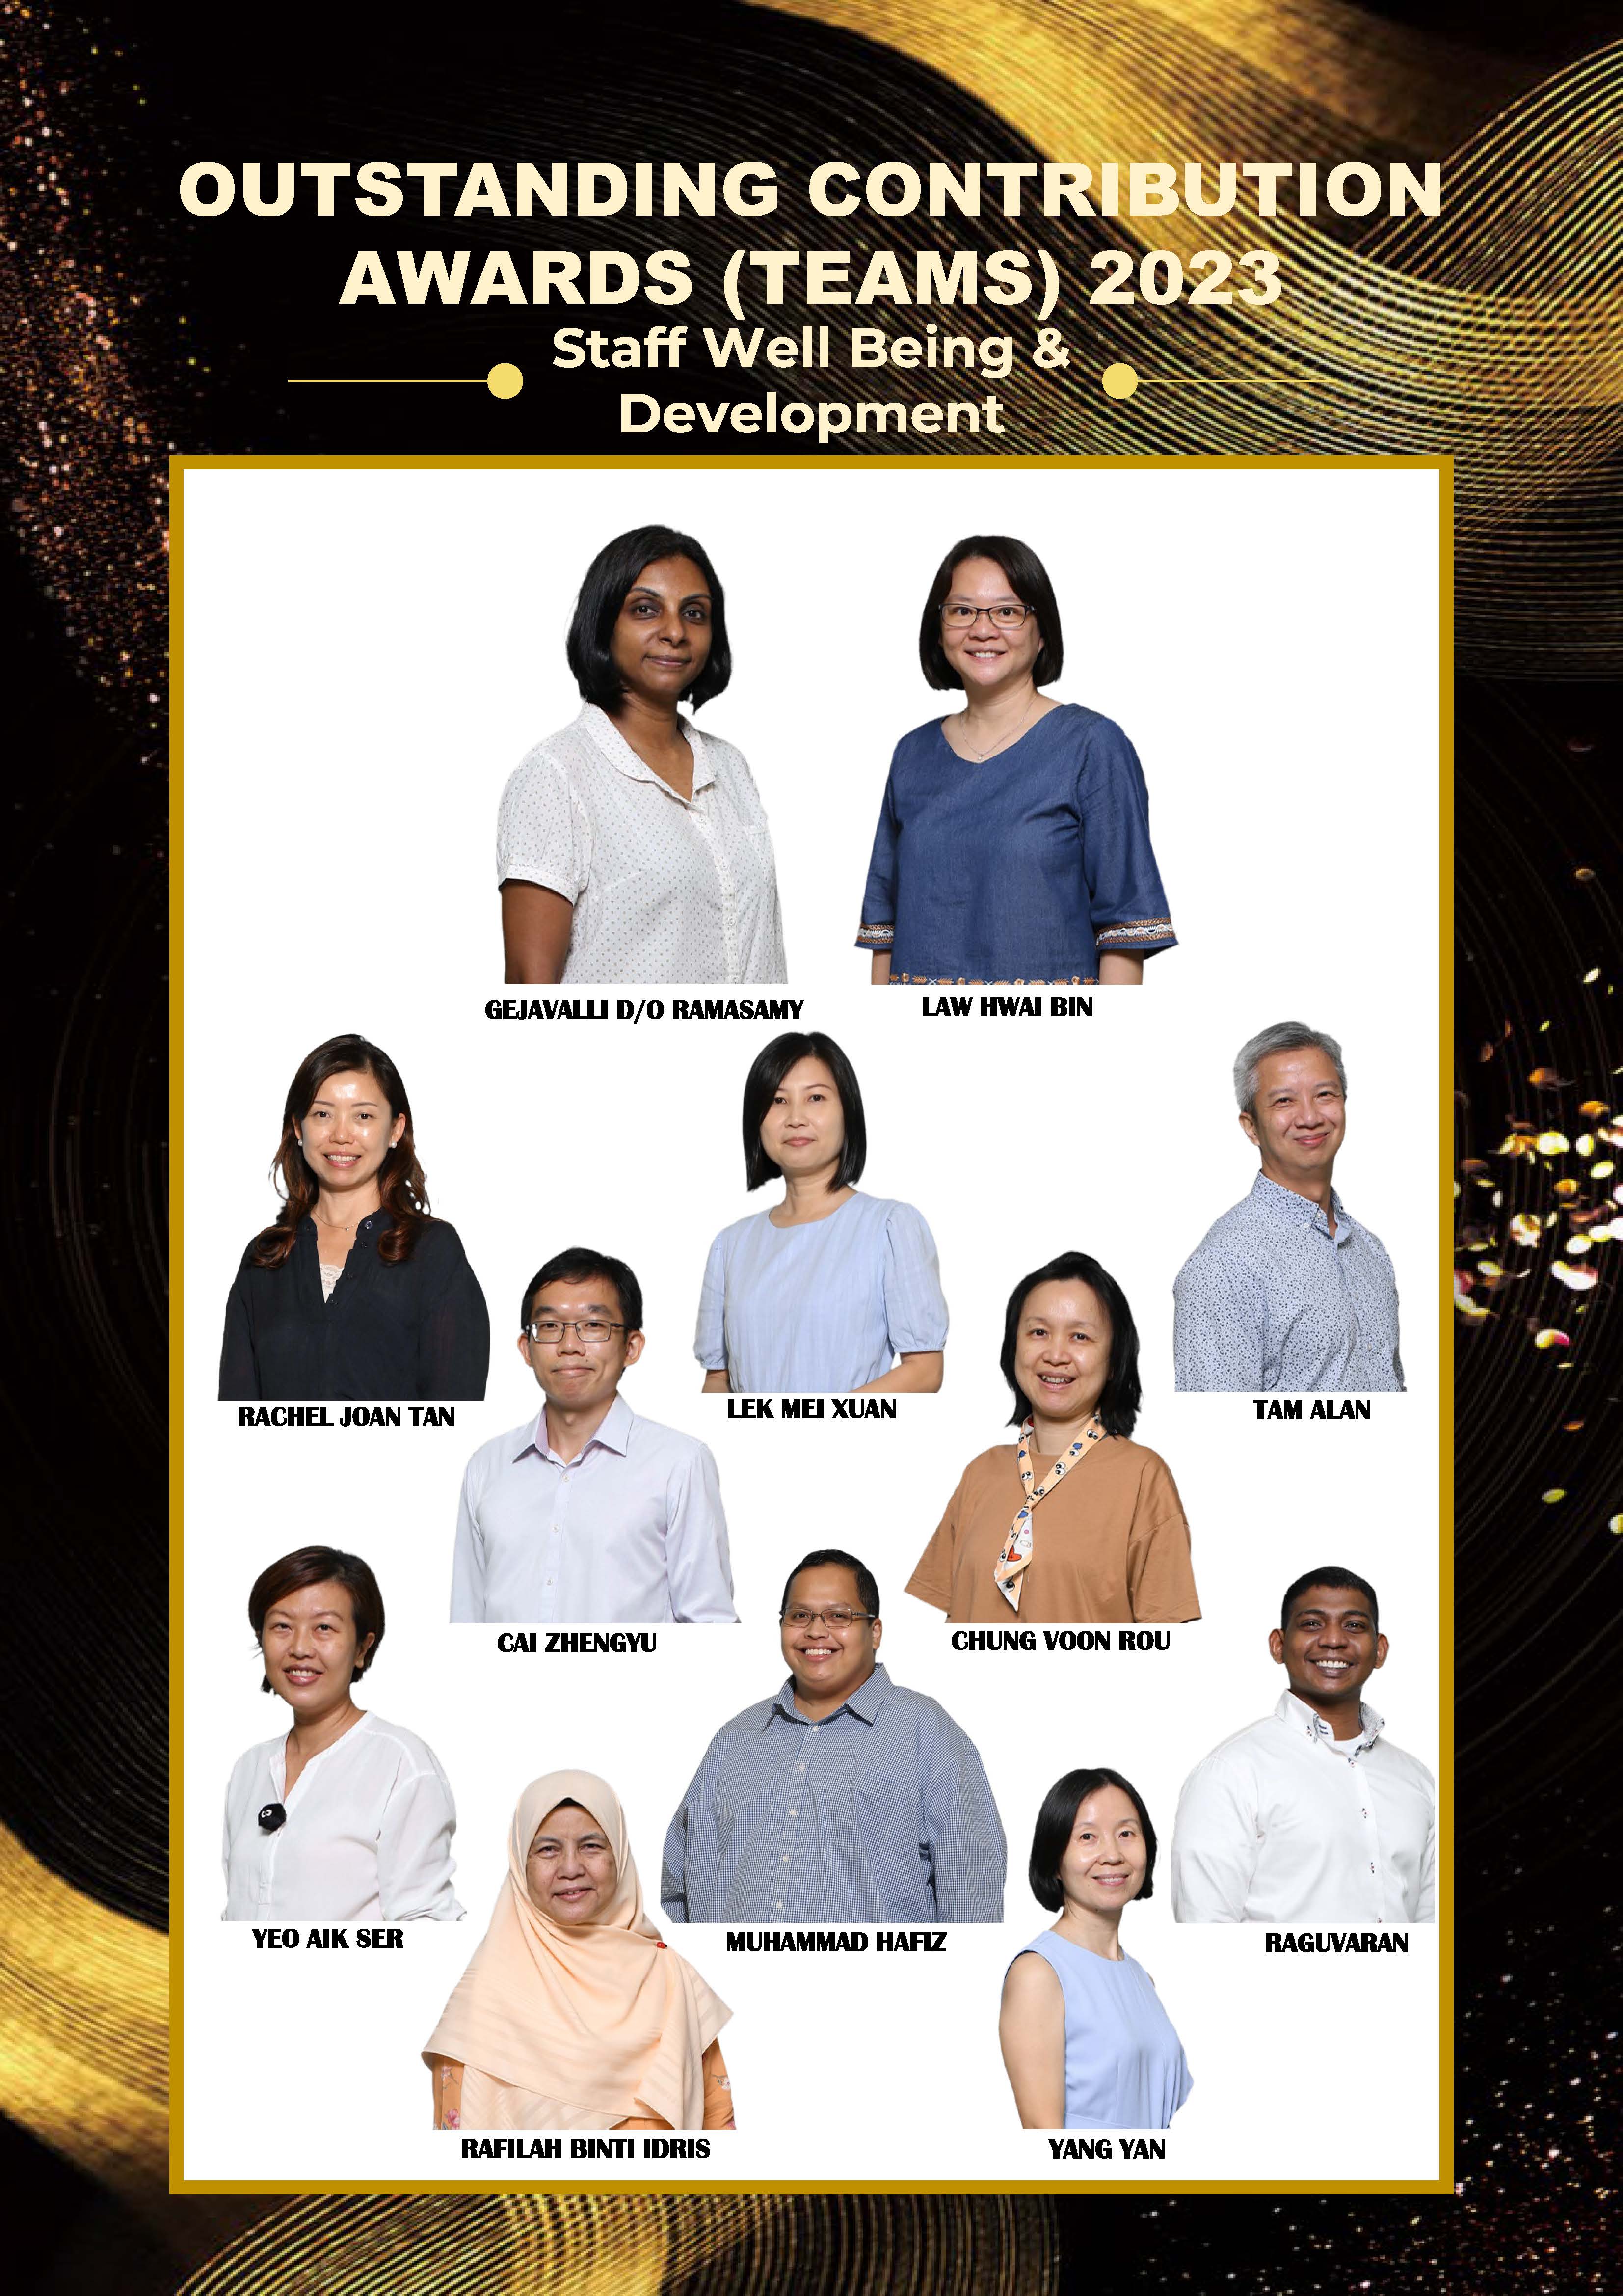 OUTSTANDING CONTRIBUTION
AWARDS (TEAMS) 2023
Staff Well Being &
Development
GEJAVALLI D/O RAMASAMY
LAW HWAI BIN
RACHEL JOAN TAN
LEK MEI XUAN
TAM ALAN
CAI ZHENGYU
CHUNG VOON ROU
YEO AIK SER
MUHAMMAD HAFIZ
RAGUVARAN
RAFILAH BINTI IDRIS
YANG YAN